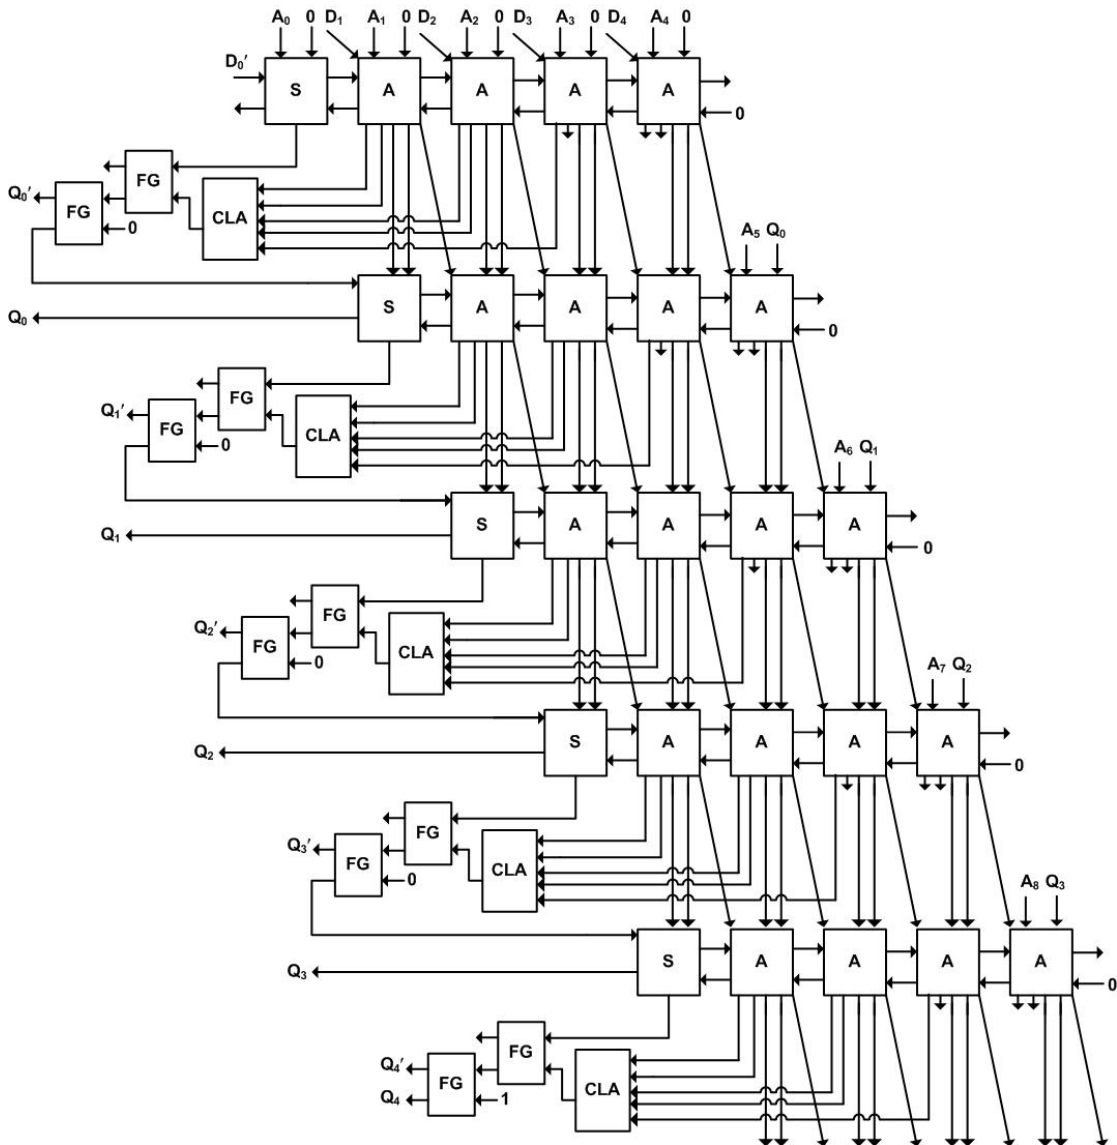 A₀ 0 D₁ A₁ 0 D₂ A₂ 0 D₃ A₃ 0 D₄ A₄ 0
D₀′
S A A A A
0
FG
Q₀′ FG CLA
0
A₅ Q₀
S A A A A
Q₀ 0
FG
Q₁′ FG CLA
0
A₆ Q₁
S A A A A
Q₁ 0
FG
Q₂′ FG CLA
0
A₇ Q₂
S A A A A
Q₂ 0
FG
Q₃′ FG CLA
0
A₈ Q₃
S A A A A
Q₃ 0
FG
Q₄′ FG CLA
Q₄ 1